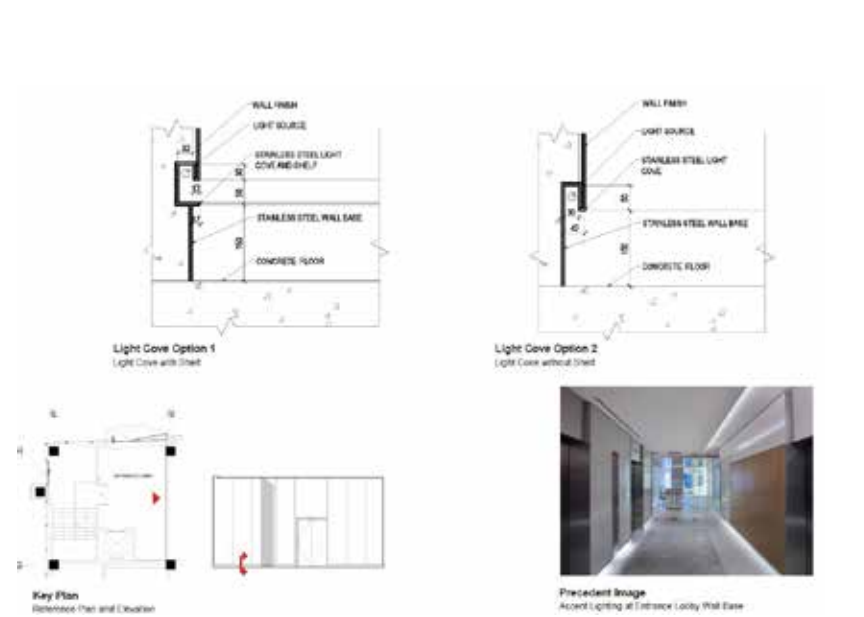 WALL FINISH
LIGHT SOURCE
STAINLESS STEEL LIGHT
COVE AND SHELF
STAINLESS STEEL WALL BASE
150
CONCRETE FLOOR
Light Cove Option 1
Light Cove with Shelf
WALL FINISH
LIGHT SOURCE
STAINLESS STEEL LIGHT
COVE
STAINLESS STEEL WALL BASE
150
CONCRETE FLOOR
Light Cove Option 2
Light Cove without Shelf
Key Plan
Reference Plan and Elevation
Precedent Image
Accent Lighting at Entrance Lobby Wall Base